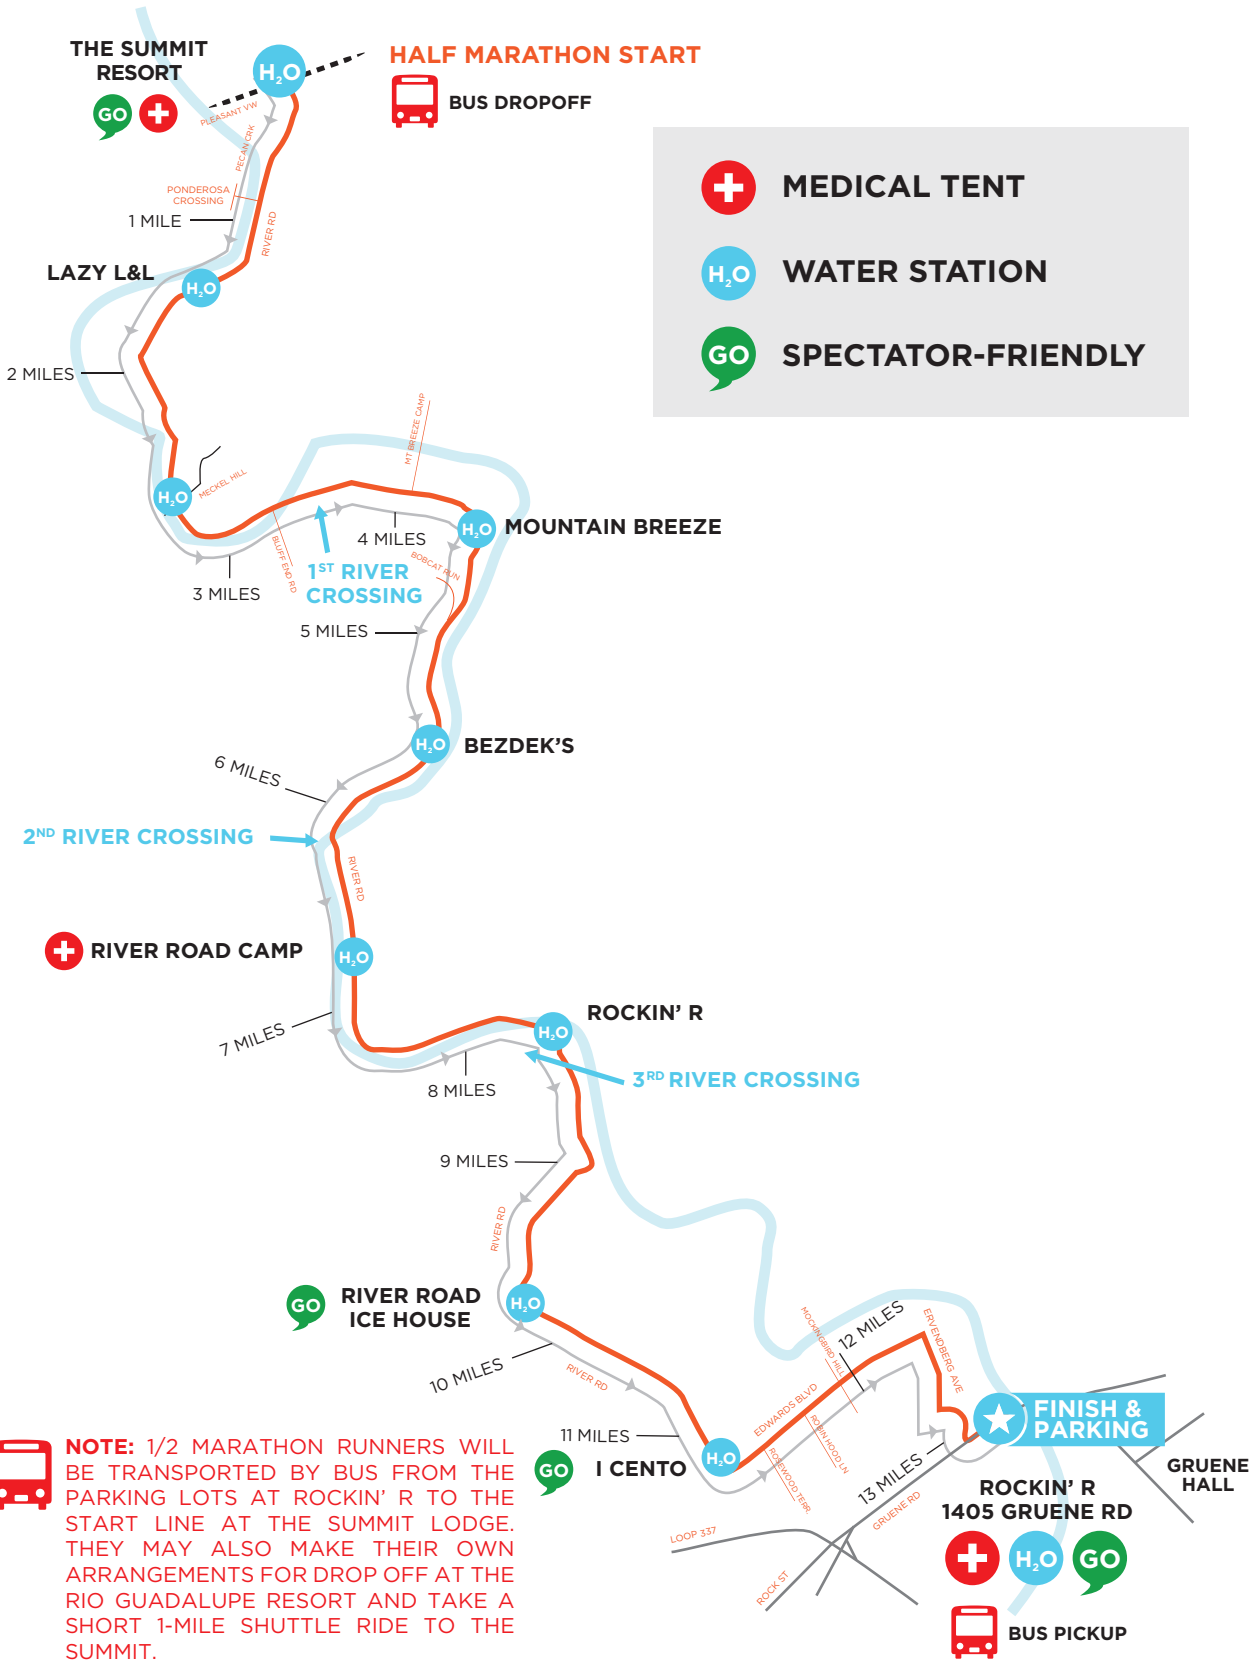 THE SUMMIT
RESORT
GO
H₂O
HALF MARATHON START
BUS DROPOFF
PLEASANT VW
PECAN CRK
PONDEROSA
CROSSING
RIVER RD
1 MILE
MEDICAL TENT
H₂O WATER STATION
GO SPECTATOR-FRIENDLY
LAZY L&L
H₂O
2 MILES
MT BREEZE CAMP
H₂O
MECKEL HILL
H₂O
MOUNTAIN BREEZE
4 MILES
BLUFF END RD
BOBCAT RUN
1ST RIVER
CROSSING
3 MILES
5 MILES
H₂O
BEZDEK'S
6 MILES
2ND RIVER CROSSING
RIVER RD
RIVER ROAD CAMP
H₂O
ROCKIN' R
H₂O
7 MILES
3RD RIVER CROSSING
8 MILES
9 MILES
RIVER RD
GO
RIVER ROAD
ICE HOUSE
H₂O
MOCKINGBIRD HILL
12 MILES
ERVENDBERG AVE
10 MILES
RIVER RD
EDWARDS BLVD
FINISH &
PARKING
11 MILES
ROBIN HOOD LN
GO
I CENTO
H₂O
ROSEWOOD TERR.
13 MILES
GRUENE RD
GRUENE
HALL
ROCKIN' R
1405 GRUENE RD
LOOP 337
ROCK ST
H₂O
GO
BUS PICKUP
NOTE: 1/2 MARATHON RUNNERS WILL
BE TRANSPORTED BY BUS FROM THE
PARKING LOTS AT ROCKIN' R TO THE
START LINE AT THE SUMMIT LODGE.
THEY MAY ALSO MAKE THEIR OWN
ARRANGEMENTS FOR DROP OFF AT THE
RIO GUADALUPE RESORT AND TAKE A
SHORT 1-MILE SHUTTLE RIDE TO THE
SUMMIT.